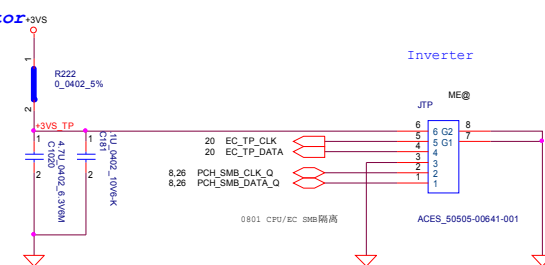 tor
+3VS
Inverter
1
R222
0_0402_5%
2
ME@
JTP
+3VS_TP
1
4.7U_0402_6.3V6M
C1020
2
1
.1U_0402_10V6-K
C181
2
6 6 G2 8
20 EC_TP_CLK 5 5 G1 7
20 EC_TP_DATA 4 4
3 3
8,26 PCH_SMB_CLK_Q 2 2
8,26 PCH_SMB_DATA_Q 1 1
0801 CPU/EC SMB隔离
ACES_50505-00641-001